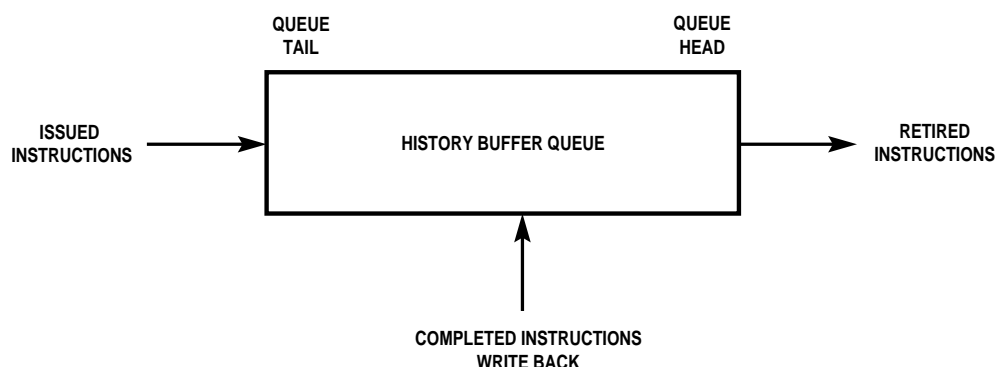 QUEUE
TAIL
QUEUE
HEAD
ISSUED
INSTRUCTIONS
HISTORY BUFFER QUEUE
RETIRED
INSTRUCTIONS
COMPLETED INSTRUCTIONS
WRITE BACK